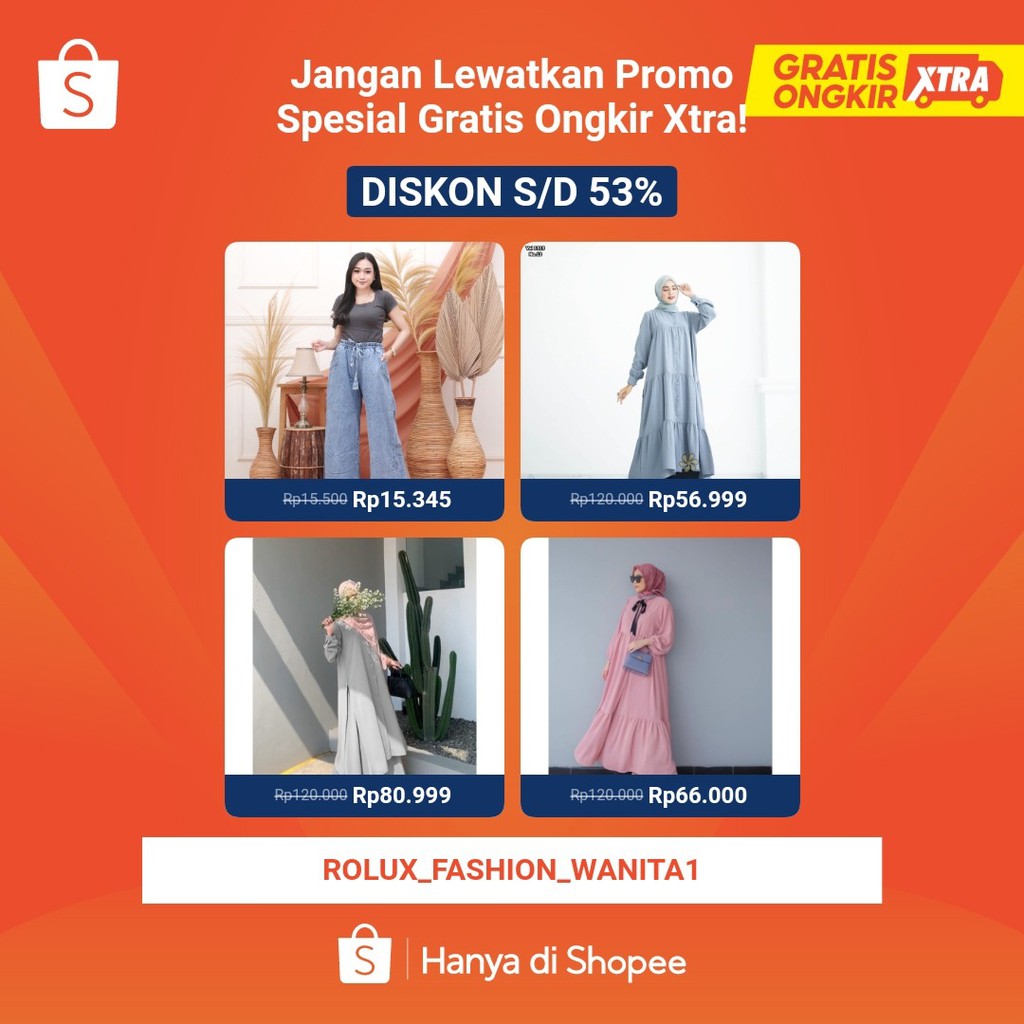 S
Jangan Lewatkan Promo
Spesial Gratis Ongkir Xtra!
GRATIS
ONGKIR
XTRA
DISKON S/D 53%
Rp15.500 Rp15.345
Rp120.000 Rp56.999
Rp120.000 Rp80.999
Rp120.000 Rp66.000
ROLUX_FASHION_WANITA1
S | Hanya di Shopee